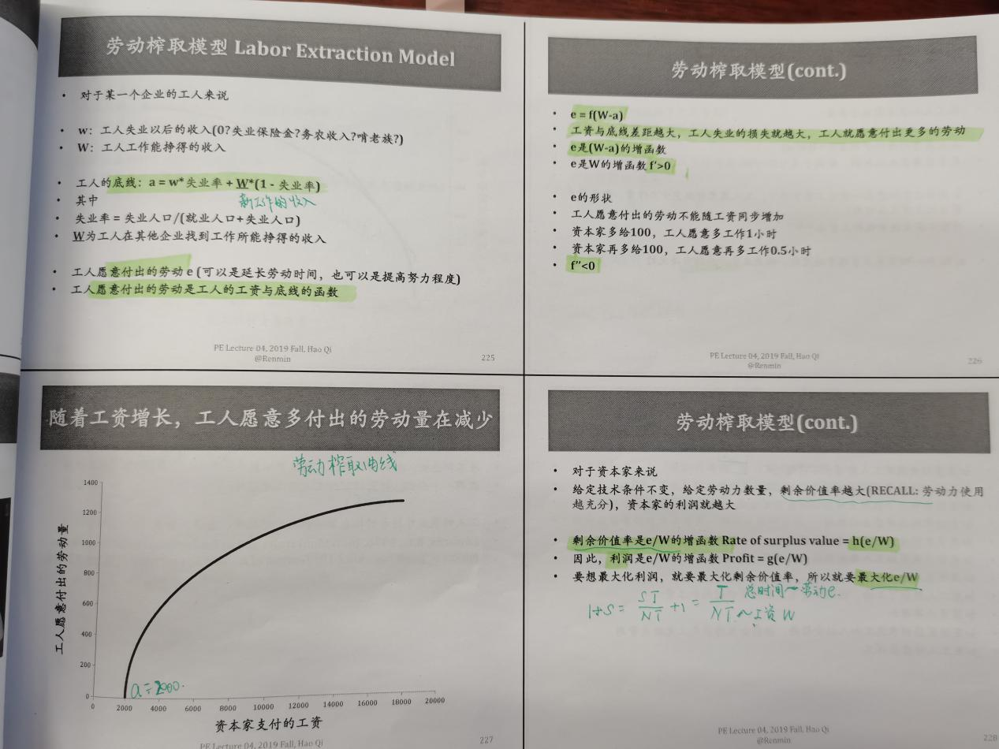 劳动榨取模型 Labor Extraction Model
• 对于某一个企业的工人来说
• w: 工人失业以后的收入(0?失业保险金?务农收入?啃老族?)
• W: 工人工作能挣得的收入
• 工人的底线: a = w*失业率 + W*(1 - 失业率)
• 其中
新工作的收入
• 失业率 = 失业人口/(就业人口+失业人口)
• W为工人在其他企业找到工作所能挣得的收入
• 工人愿意付出的劳动 e (可以是延长劳动时间，也可以是提高努力程度)
• 工人愿意付出的劳动是工人的工资与底线的函数
PE Lecture 04, 2019 Fall, Hao Qi
@Renmin
225
劳动榨取模型(cont.)
• e = f(W-a)
• 工资与底线差距越大，工人失业的损失就越大，工人就愿意付出更多的劳动
• e是(W-a)的增函数
• e是W的增函数 f'>0
• e的形状
• 工人愿意付出的劳动不能随工资同步增加
• 资本家多给100，工人愿意多工作1小时
• 资本家再多给100，工人愿意再多工作0.5小时
• f''<0
PE Lecture 04, 2019 Fall, Hao Qi
@Renmin
226
随着工资增长，工人愿意多付出的劳动量在减少
劳动榨取曲线
工人愿意付出的劳动量
1400
1200
1000
800
600
400
200
0
a=2000.
0 2000 4000 6000 8000 10000 12000 14000 16000 18000 20000
资本家支付的工资
PE Lecture 04, 2019 Fall, Hao Qi
227
劳动榨取模型(cont.)
• 对于资本家来说
• 给定技术条件不变，给定劳动力数量，剩余价值率越大(RECALL: 劳动力使用
越充分)，资本家的利润就越大
• 剩余价值率是e/W的增函数 Rate of surplus value = h(e/W)
• 因此，利润是e/W的增函数 Profit = g(e/W)
• 要想最大化利润，就要最大化剩余价值率，所以就要最大化e/W
1+S = ST/NT +1 = T/NT 总时间~劳动e.
~工资 W
PE Lecture 04, 2019 Fall, Hao Qi
@Renmin
228